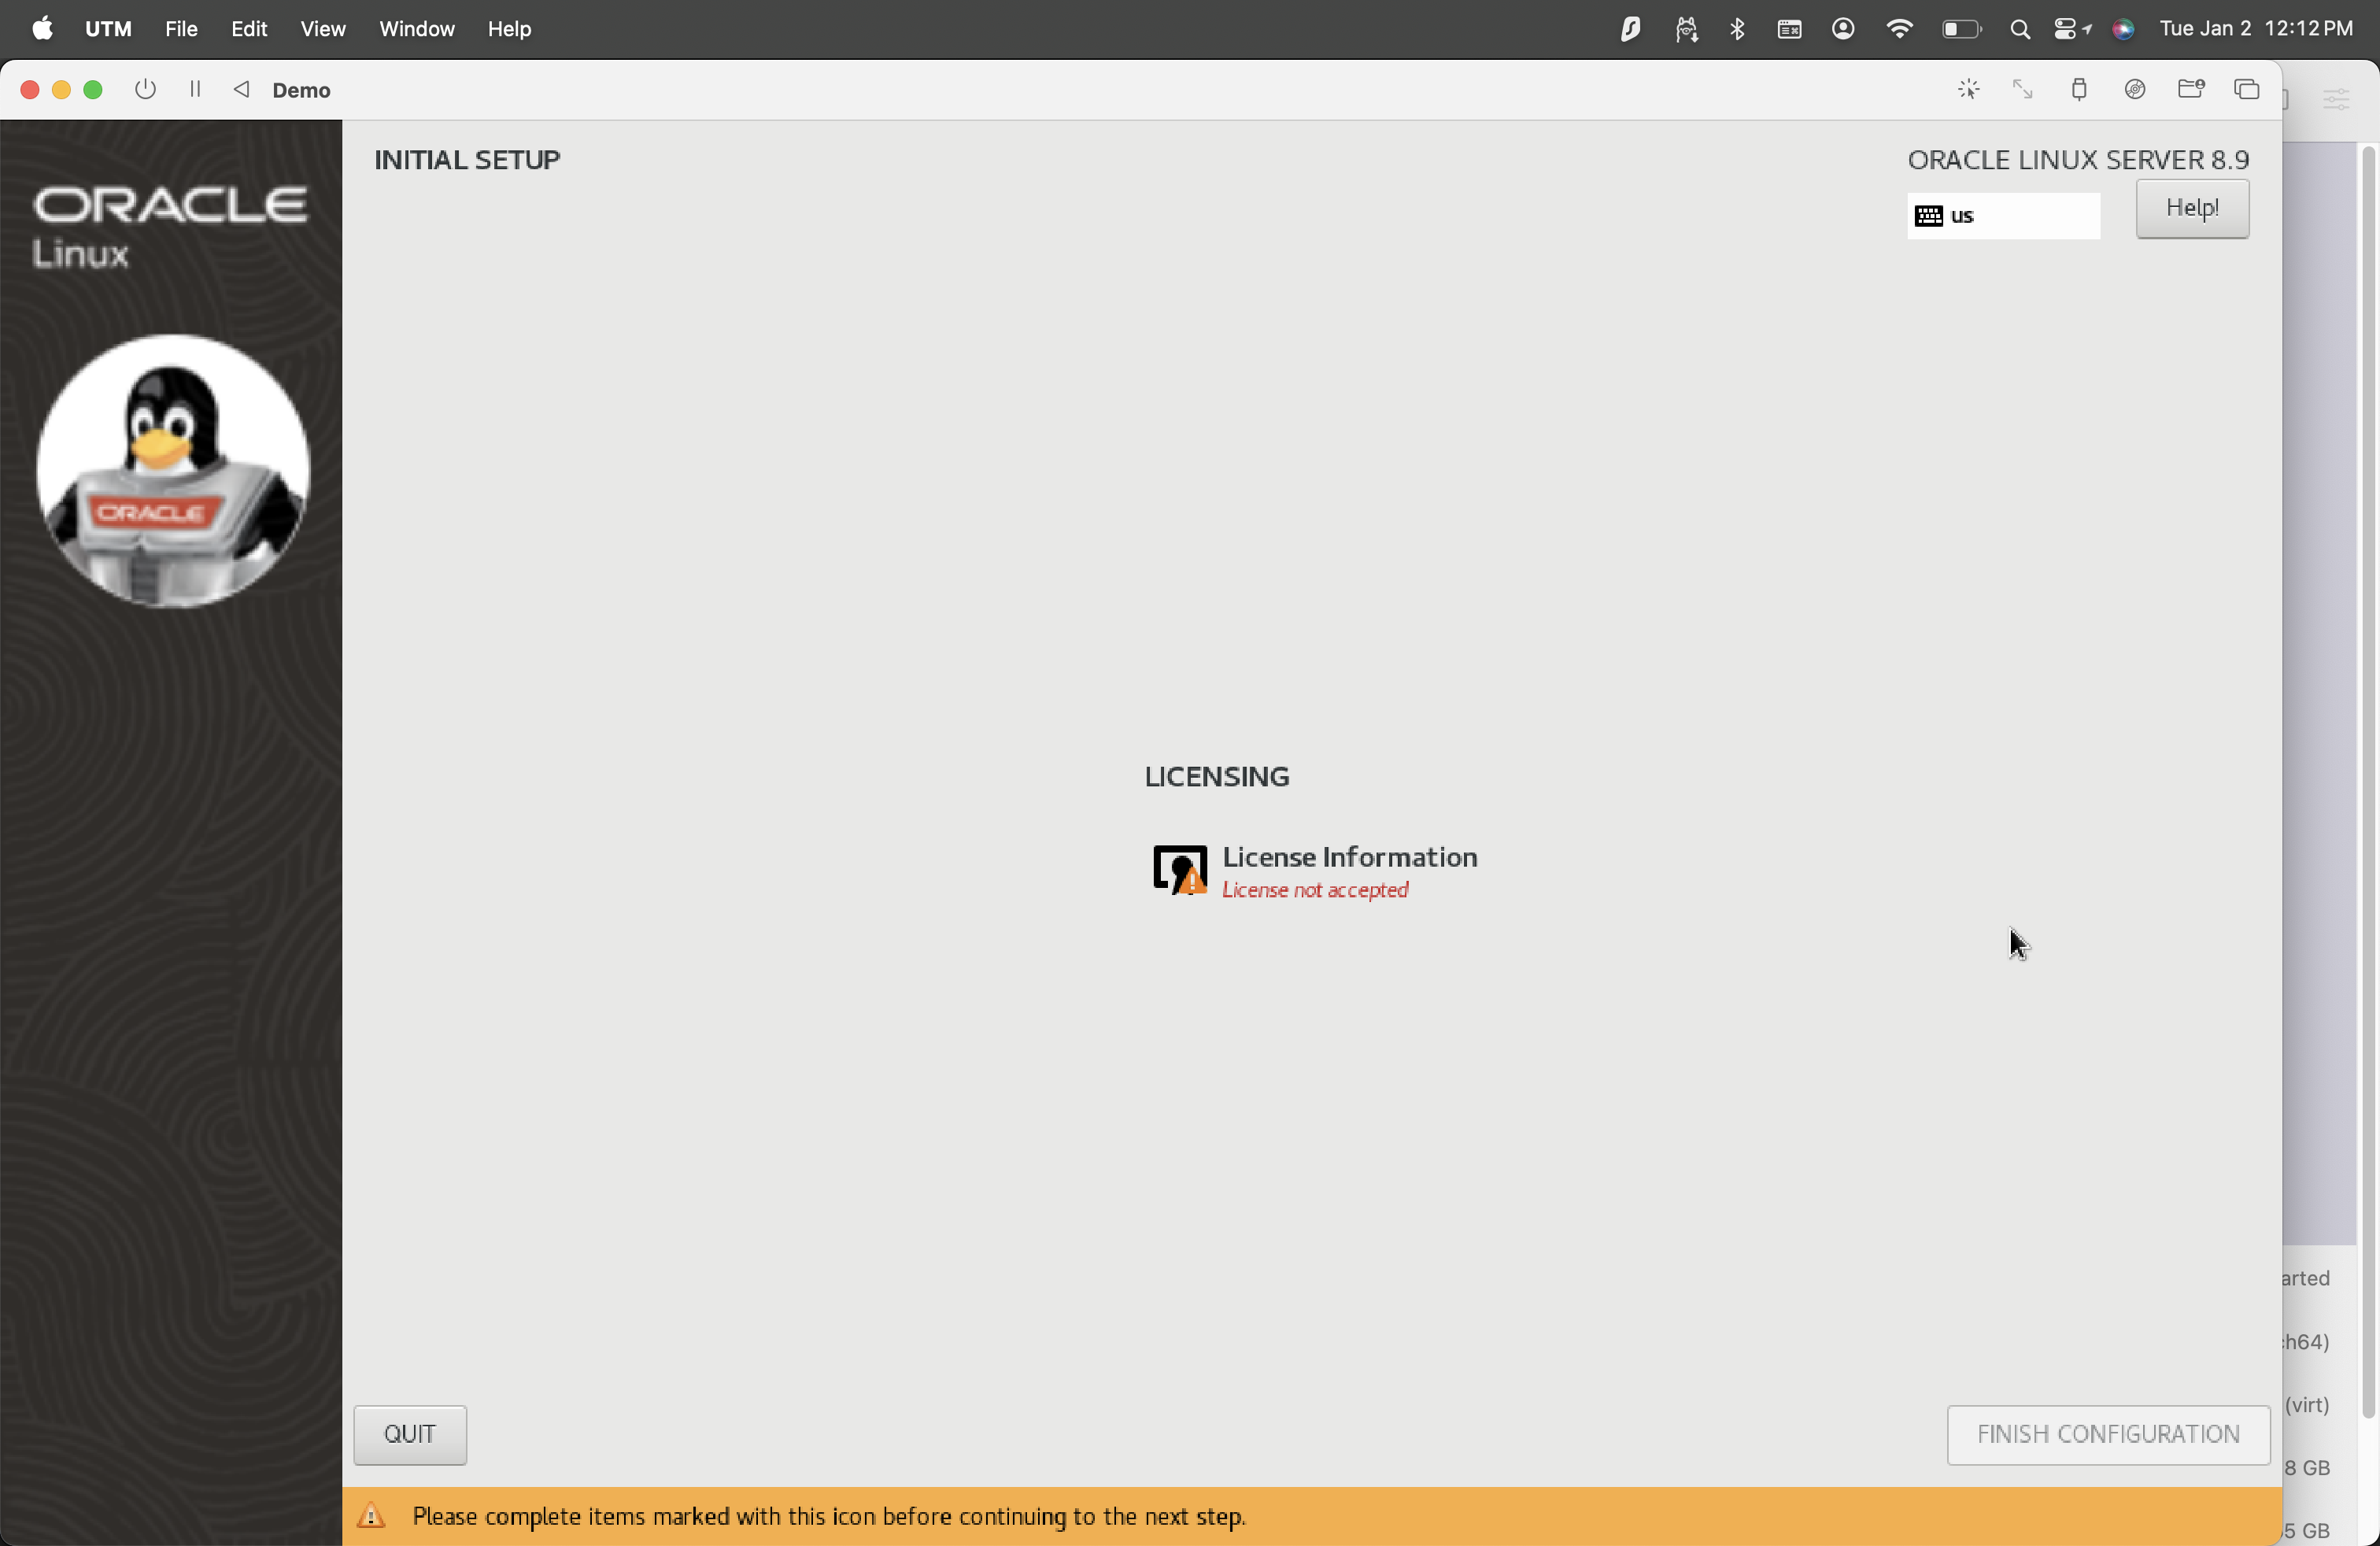 UTM File Edit View Window Help Tue Jan 2 12:12 PM
Demo
ORACLE
Linux
ORACLE
INITIAL SETUP
ORACLE LINUX SERVER 8.9
us
Help!
LICENSING
License Information
License not accepted
QUIT
FINISH CONFIGURATION
Please complete items marked with this icon before continuing to the next step.
arted
ch64)
(virt)
8 GB
5 GB